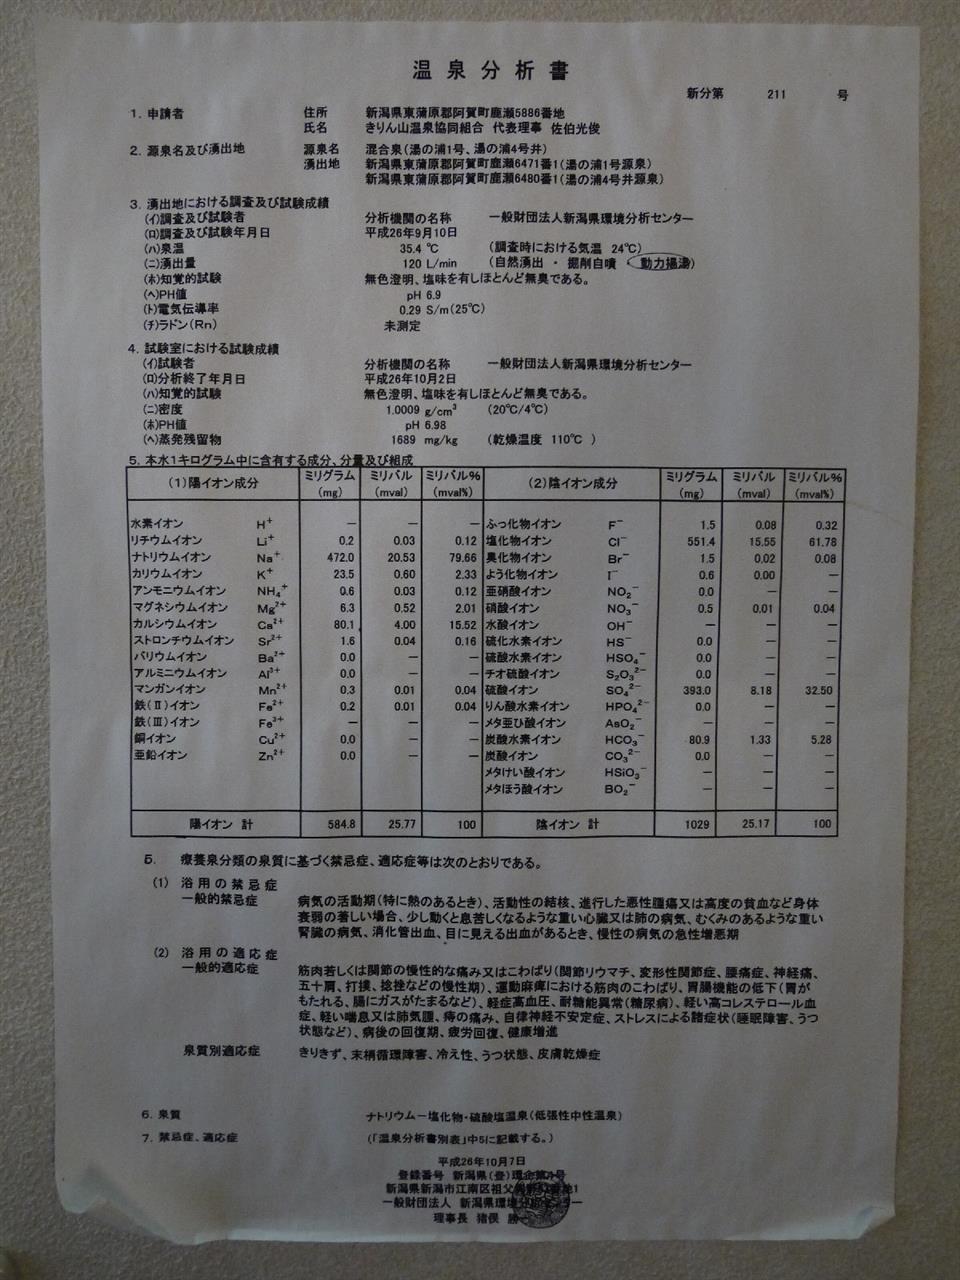 温泉分析書
新分第 211 号
1. 申請者 住所 新潟県東蒲原郡阿賀町鹿瀬5886番地
氏名 きりん山温泉協同組合 代表理事 佐伯光俊
2. 源泉名及び湧出地 源泉名 混合泉(湯の浦1号、湯の浦4号井)
湧出地 新潟県東蒲原郡阿賀町鹿瀬6471番1(湯の浦1号源泉)
新潟県東蒲原郡阿賀町鹿瀬6480番1(湯の浦4号井源泉)
3. 湧出地における調査及び試験成績
(イ)調査及び試験者 分析機関の名称 一般財団法人新潟県環境分析センター
(ロ)調査及び試験年月日 平成26年9月10日
(ハ)泉温 35.4 ℃ (調査時における気温 24℃)
(ニ)湧出量 120 L/min (自然湧出 ・ 掘削自噴 ・ 動力揚湯)
(ホ)知覚的試験 無色澄明、塩味を有しほとんど無臭である。
(ヘ)PH値 pH 6.9
(ト)電気伝導率 0.29 S/m(25℃)
(チ)ラドン(Rn) 未測定
4. 試験室における試験成績
(イ)試験者 分析機関の名称 一般財団法人新潟県環境分析センター
(ロ)分析終了年月日 平成26年10月2日
(ハ)知覚的試験 無色澄明、塩味を有しほとんど無臭である。
(ニ)密度 1.0009 g/cm³ (20℃/4℃)
(ホ)PH値 pH 6.98
(ヘ)蒸発残留物 1689 mg/kg (乾燥温度 110℃ )
5. 本水1キログラム中に含有する成分、分量及び組成
(1)陽イオン成分 ミリグラム(mg) ミリバル(mval) ミリバル%(mval%) (2)陰イオン成分 ミリグラム(mg) ミリバル(mval) ミリバル%(mval%)
水素イオン H⁺ — — — ふっ化物イオン F⁻ 1.5 0.08 0.32
リチウムイオン Li⁺ 0.2 0.03 0.12 塩化物イオン Cl⁻ 551.4 15.55 61.78
ナトリウムイオン Na⁺ 472.0 20.53 79.66 臭化物イオン Br⁻ 1.5 0.02 0.08
カリウムイオン K⁺ 23.5 0.60 2.33 よう化物イオン I⁻ 0.6 0.00 —
アンモニウムイオン NH₄⁺ 0.6 0.03 0.12 亜硝酸イオン NO₂⁻ 0.0 — —
マグネシウムイオン Mg²⁺ 6.3 0.52 2.01 硝酸イオン NO₃⁻ 0.5 0.01 0.04
カルシウムイオン Ca²⁺ 80.1 4.00 15.52 水酸イオン OH⁻ — — —
ストロンチウムイオン Sr²⁺ 1.6 0.04 0.16 硫化水素イオン HS⁻ 0.0 — —
バリウムイオン Ba²⁺ 0.0 — — 硫酸水素イオン HSO₄⁻ 0.0 — —
アルミニウムイオン Al³⁺ 0.0 — — チオ硫酸イオン S₂O₃²⁻ 0.0 — —
マンガンイオン Mn²⁺ 0.3 0.01 0.04 硫酸イオン SO₄²⁻ 393.0 8.18 32.50
鉄(Ⅱ)イオン Fe²⁺ 0.2 0.01 0.04 りん酸水素イオン HPO₄²⁻ 0.0 — —
鉄(Ⅲ)イオン Fe³⁺ — — — メタ亜ひ酸イオン AsO₂⁻ — — —
銅イオン Cu²⁺ 0.0 — — 炭酸水素イオン HCO₃⁻ 80.9 1.33 5.28
亜鉛イオン Zn²⁺ 0.0 — — 炭酸イオン CO₃²⁻ 0.0 — —
メタけい酸イオン HSiO₃⁻ — — —
メタほう酸イオン BO₂⁻ — — —
陽イオン 計 584.8 25.77 100 陰イオン 計 1029 25.17 100
5. 療養泉分類の泉質に基づく禁忌症、適応症等は次のとおりである。
(1) 浴用の禁忌症
一般的禁忌症 病気の活動期(特に熱のあるとき)、活動性の結核、進行した悪性腫瘍又は高度の貧血など身体
衰弱の著しい場合、少し動くと息苦しくなるような重い心臓又は肺の病気、むくみのあるような重い
腎臓の病気、消化管出血、目に見える出血があるとき、慢性の病気の急性増悪期
(2) 浴用の適応症
一般的適応症 筋肉若しくは関節の慢性的な痛み又はこわばり(関節リウマチ、変形性関節症、腰痛症、神経痛、
五十肩、打撲、捻挫などの慢性期)、運動麻痺における筋肉のこわばり、胃腸機能の低下(胃が
もたれる、腸にガスがたまるなど)、軽症高血圧、耐糖能異常(糖尿病)、軽い高コレステロール血
症、軽い喘息又は肺気腫、痔の痛み、自律神経不安定症、ストレスによる諸症状(睡眠障害、うつ
状態など)、病後の回復期、疲労回復、健康増進
泉質別適応症 きりきず、末梢循環障害、冷え性、うつ状態、皮膚乾燥症
6. 泉質 ナトリウム－塩化物・硫酸塩温泉(低張性中性温泉)
7. 禁忌症、適応症 (「温泉分析書別表」中5に記載する。)
平成26年10月7日
登録番号 新潟県(登)環企第1号
新潟県新潟市江南区祖父興野
一般財団法人 新潟県環境分析センター
理事長 猪俣 勝一